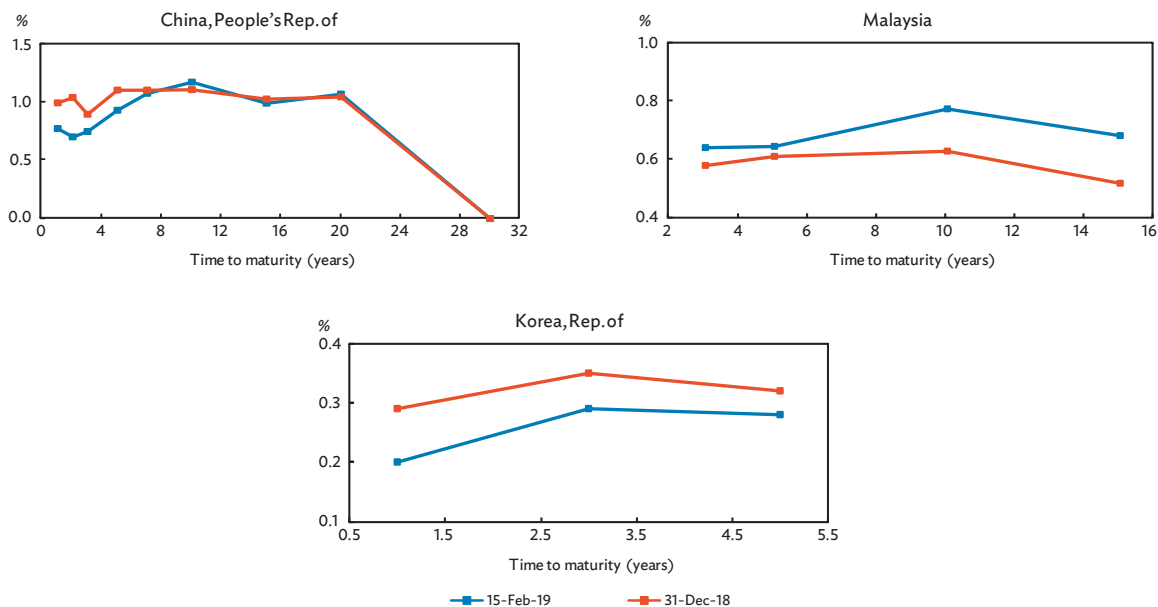 China, People's Rep. of
%
1.5
1.0
0.5
0.0
0 4 8 12 16 20 24 28 32
Time to maturity (years)
Malaysia
%
1.0
0.8
0.6
0.4
2 4 6 8 10 12 14 16
Time to maturity (years)
Korea, Rep. of
%
0.4
0.3
0.2
0.1
0.5 1.5 2.5 3.5 4.5 5.5
Time to maturity (years)
15-Feb-19 31-Dec-18